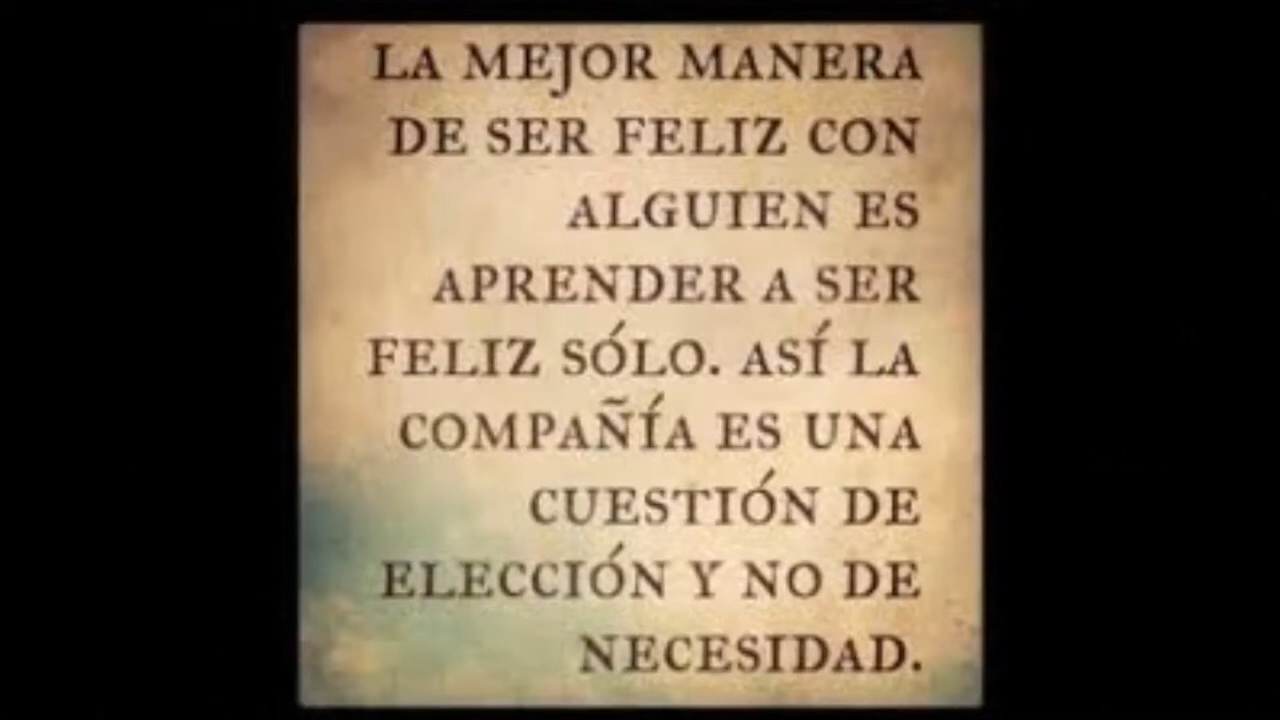 LA MEJOR MANERA
DE SER FELIZ CON
ALGUIEN ES
APRENDER A SER
FELIZ SÓLO. ASÍ LA
COMPAÑÍA ES UNA
CUESTIÓN DE
ELECCIÓN Y NO DE
NECESIDAD.